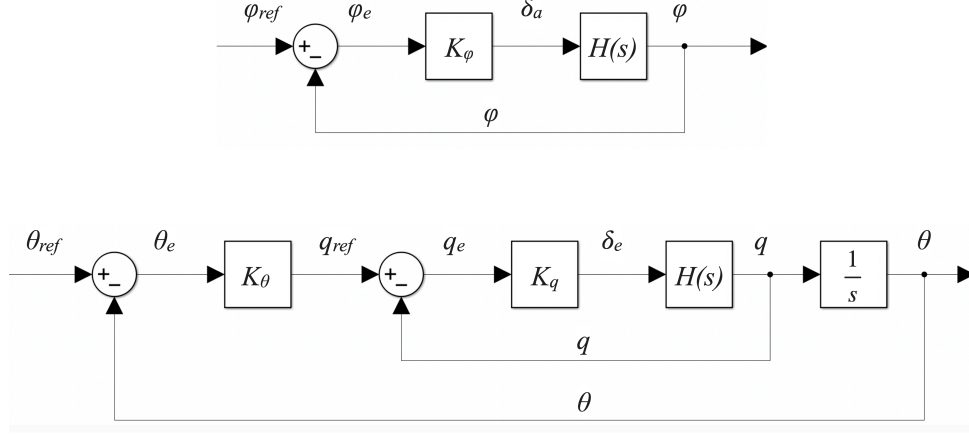 φref φe δa φ
+ − Kφ H(s)
φ
θref θe qref qe δe q θ
+ − Kθ + − Kq H(s) 1/s
q
θ